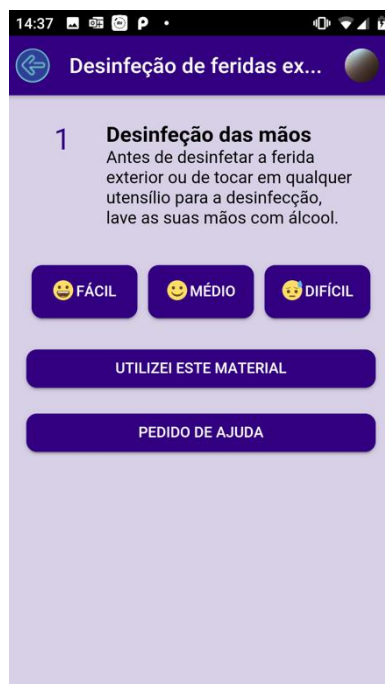 14:37
Desinfeção de feridas ex...
1
Desinfeção das mãos
Antes de desinfetar a ferida
exterior ou de tocar em qualquer
utensílio para a desinfecção,
lave as suas mãos com álcool.
FÁCIL
MÉDIO
DIFÍCIL
UTILIZEI ESTE MATERIAL
PEDIDO DE AJUDA